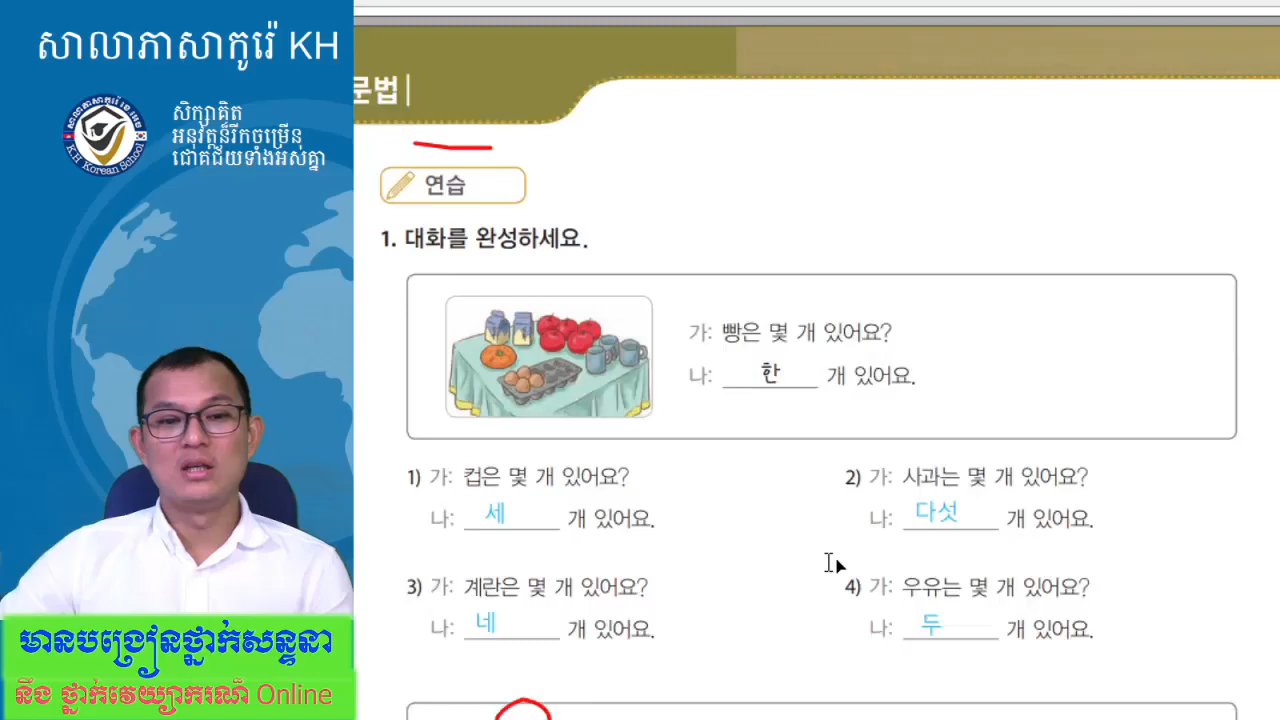 សាលាភាសាកូរ៉េ KH
សិក្សាគិត
អនុវត្តន៍រីកចម្រើន
ជោគជ័យទាំងអស់គ្នា
K.H Korean School
មានបង្រៀនថ្នាក់សន្ទនា
នឹង ថ្នាក់វេយ្យាករណ៍ Online
문법
연습
1. 대화를 완성하세요.
가: 빵은 몇 개 있어요?
나: 한 개 있어요.
1) 가: 컵은 몇 개 있어요?
나: 세 개 있어요.
2) 가: 사과는 몇 개 있어요?
나: 다섯 개 있어요.
3) 가: 계란은 몇 개 있어요?
나: 네 개 있어요.
4) 가: 우유는 몇 개 있어요?
나: 두 개 있어요.